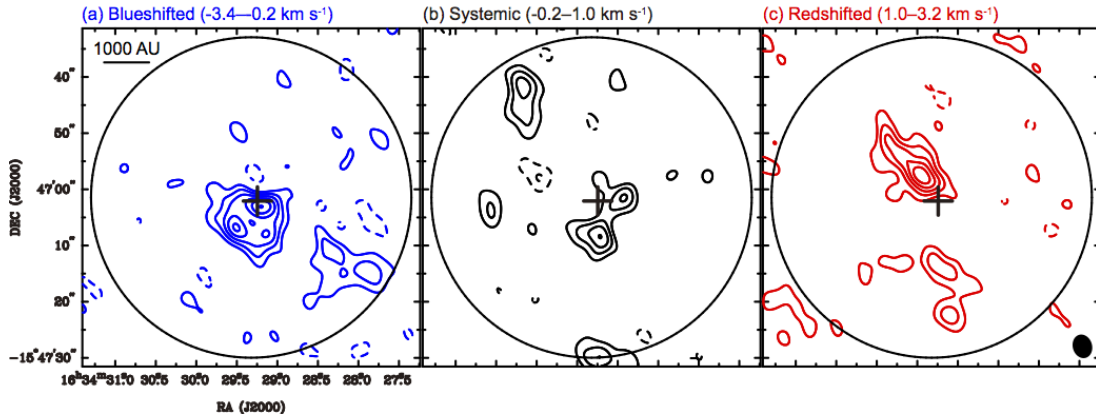 (a) Blueshifted (-3.4—-0.2 km s⁻¹)
(b) Systemic (-0.2–1.0 km s⁻¹)
(c) Redshifted (1.0–3.2 km s⁻¹)
1000 AU
40"
50"
47'00"
10"
20"
−15°47'30"
DEC (J2000)
16ʰ34ᵐ31ˢ.0 30ˢ.5 30ˢ.0 29ˢ.5 29ˢ.0 28ˢ.5 28ˢ.0 27ˢ.5
RA (J2000)